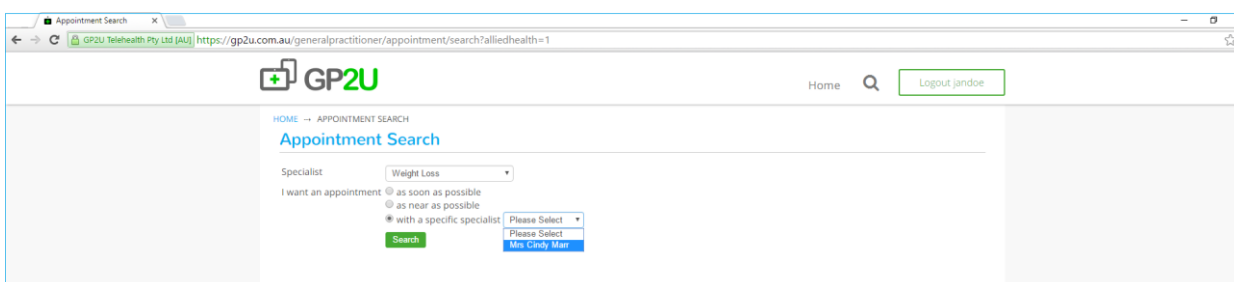 Appointment Search
GP2U Telehealth Pty Ltd [AU] https://gp2u.com.au/generalpractitioner/appointment/search?alliedhealth=1
GP2U
Home
Logout jandoe
HOME → APPOINTMENT SEARCH
Appointment Search
Specialist Weight Loss
I want an appointment as soon as possible
as near as possible
with a specific specialist Please Select
Please Select
Mrs Cindy Marr
Search